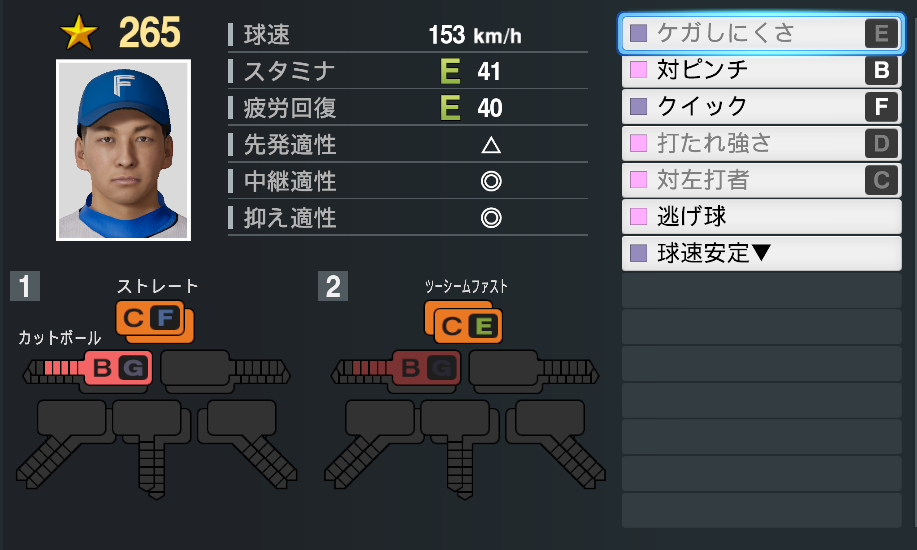 ★ 265
F
球速 153 km/h
スタミナ E 41
疲労回復 E 40
先発適性 △
中継適性 ◎
抑え適性 ◎
ケガしにくさ E
対ピンチ B
クイック F
打たれ強さ D
対左打者 C
逃げ球
球速安定▼
1
ストレート
C F
カットボール
B G
2
ツーシームファスト
C E
B G